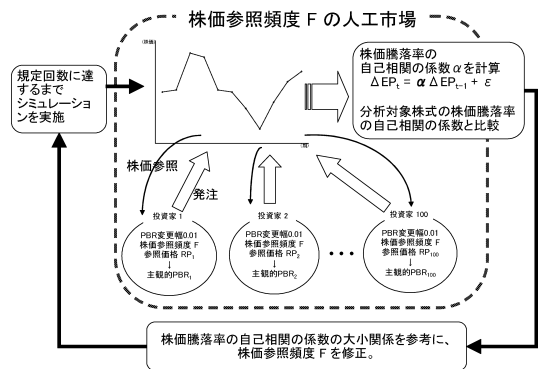 株価参照頻度 F の人工市場
(株価)
(期)
株価騰落率の
自己相関の係数αを計算
ΔEPt = α ΔEPt-1 + ε
分析対象株式の株価騰落率
の自己相関の係数と比較
規定回数に達
するまで
シミュレーション
を実施
株価参照
発注
投資家 1
PBR変更幅0.01
株価参照頻度 F
参照価格 RP1
↓
主観的PBR1
投資家 2
PBR変更幅0.01
株価参照頻度 F
参照価格 RP2
↓
主観的PBR2
・・・
投資家 100
PBR変更幅0.01
株価参照頻度 F
参照価格 RP100
↓
主観的PBR100
株価騰落率の自己相関の係数の大小関係を参考に、
株価参照頻度 F を修正。